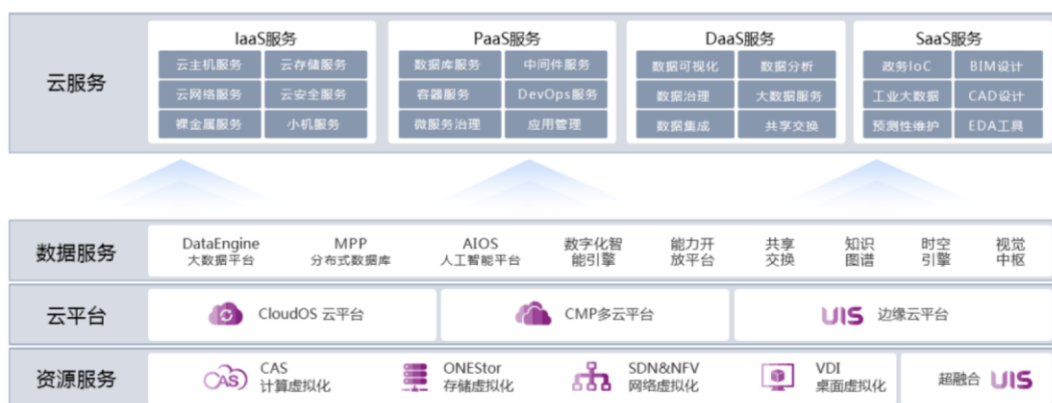 云服务
IaaS服务
云主机服务 云存储服务
云网络服务 云安全服务
裸金属服务 小机服务
PaaS服务
数据库服务 中间件服务
容器服务 DevOps服务
微服务治理 应用管理
DaaS服务
数据可视化 数据分析
数据治理 大数据服务
数据集成 共享交换
SaaS服务
政务IoC BIM设计
工业大数据 CAD设计
预测性维护 EDA工具
数据服务
DataEngine
大数据平台
MPP
分布式数据库
AIOS
人工智能平台
数字化智
能引擎
能力开
放平台
共享
交换
知识
图谱
时空
引擎
视觉
中枢
云平台
CloudOS 云平台
CMP多云平台
UIS 边缘云平台
资源服务
CAS
CAS
计算虚拟化
ONEStor
存储虚拟化
SDN&NFV
网络虚拟化
VDI
桌面虚拟化
超融合 UIS